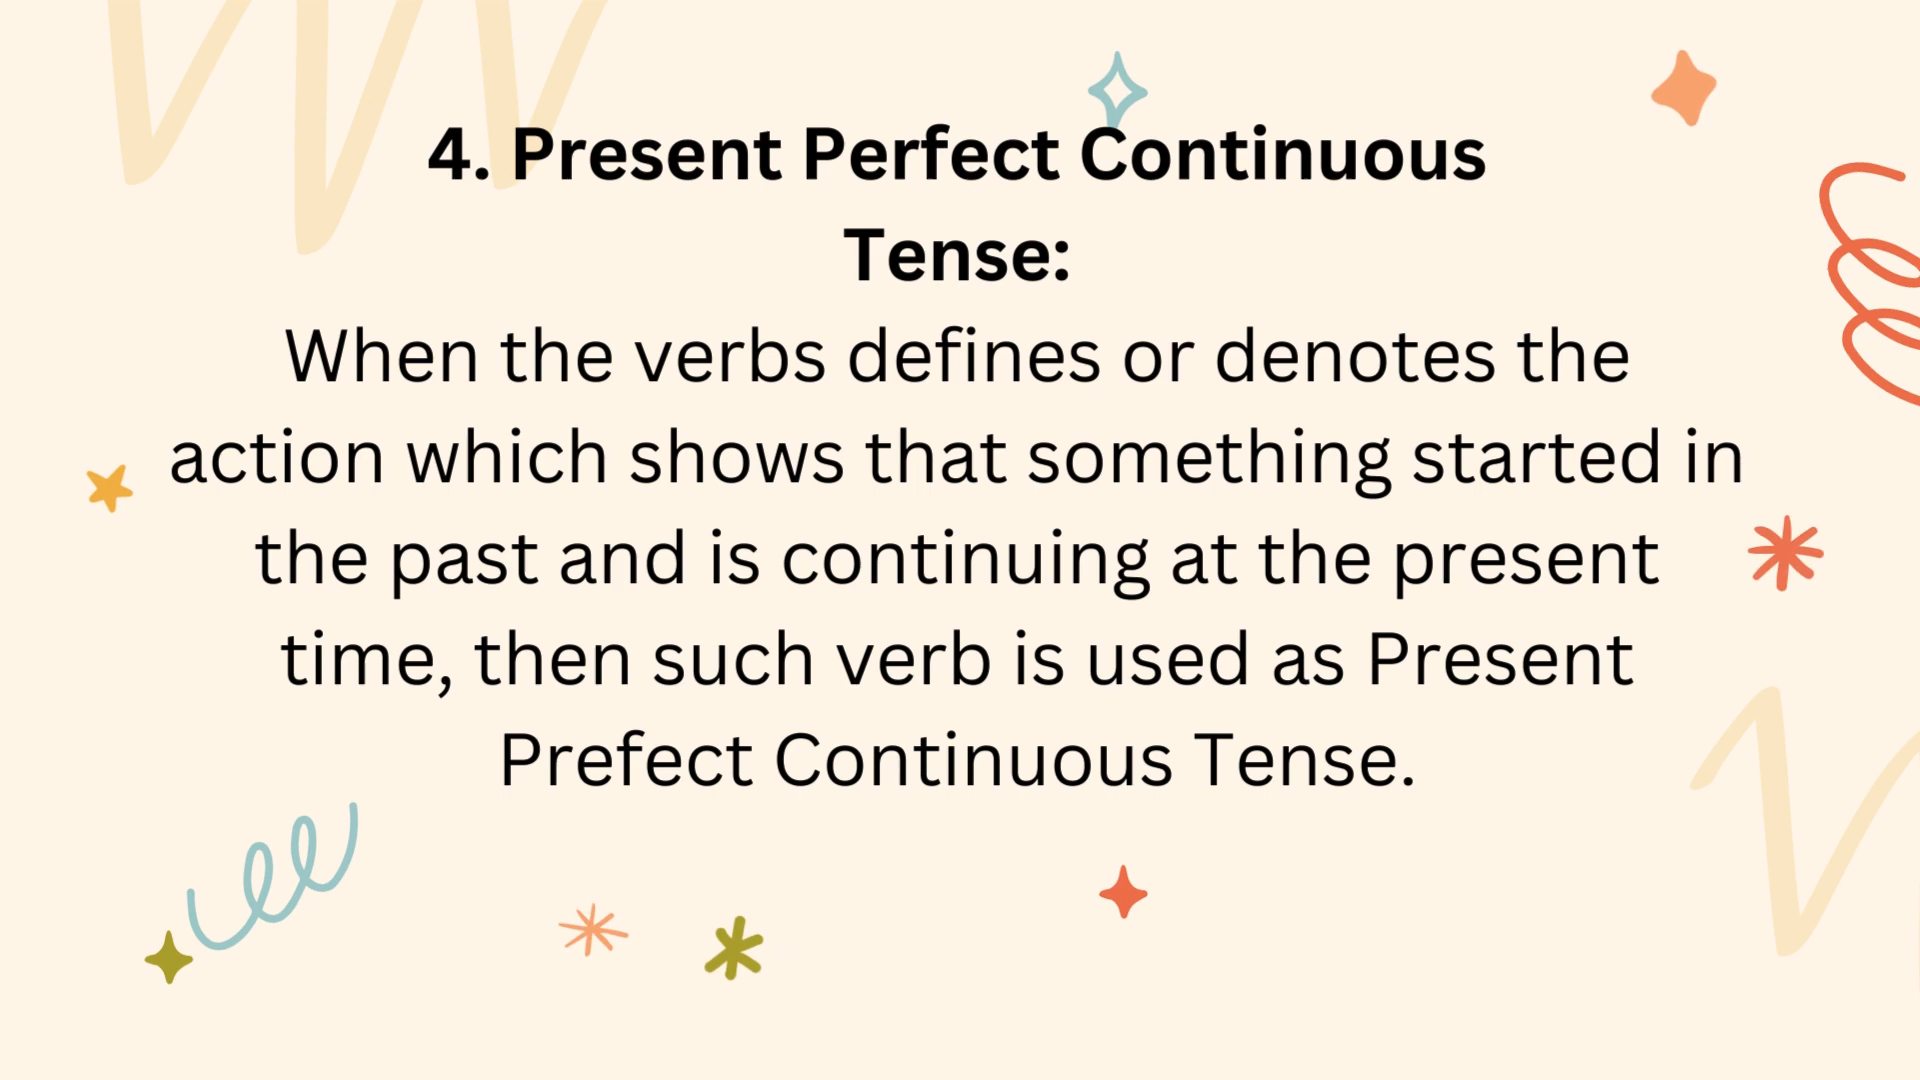 4. Present Perfect Continuous
Tense:
When the verbs defines or denotes the
action which shows that something started in
the past and is continuing at the present
time, then such verb is used as Present
Prefect Continuous Tense.